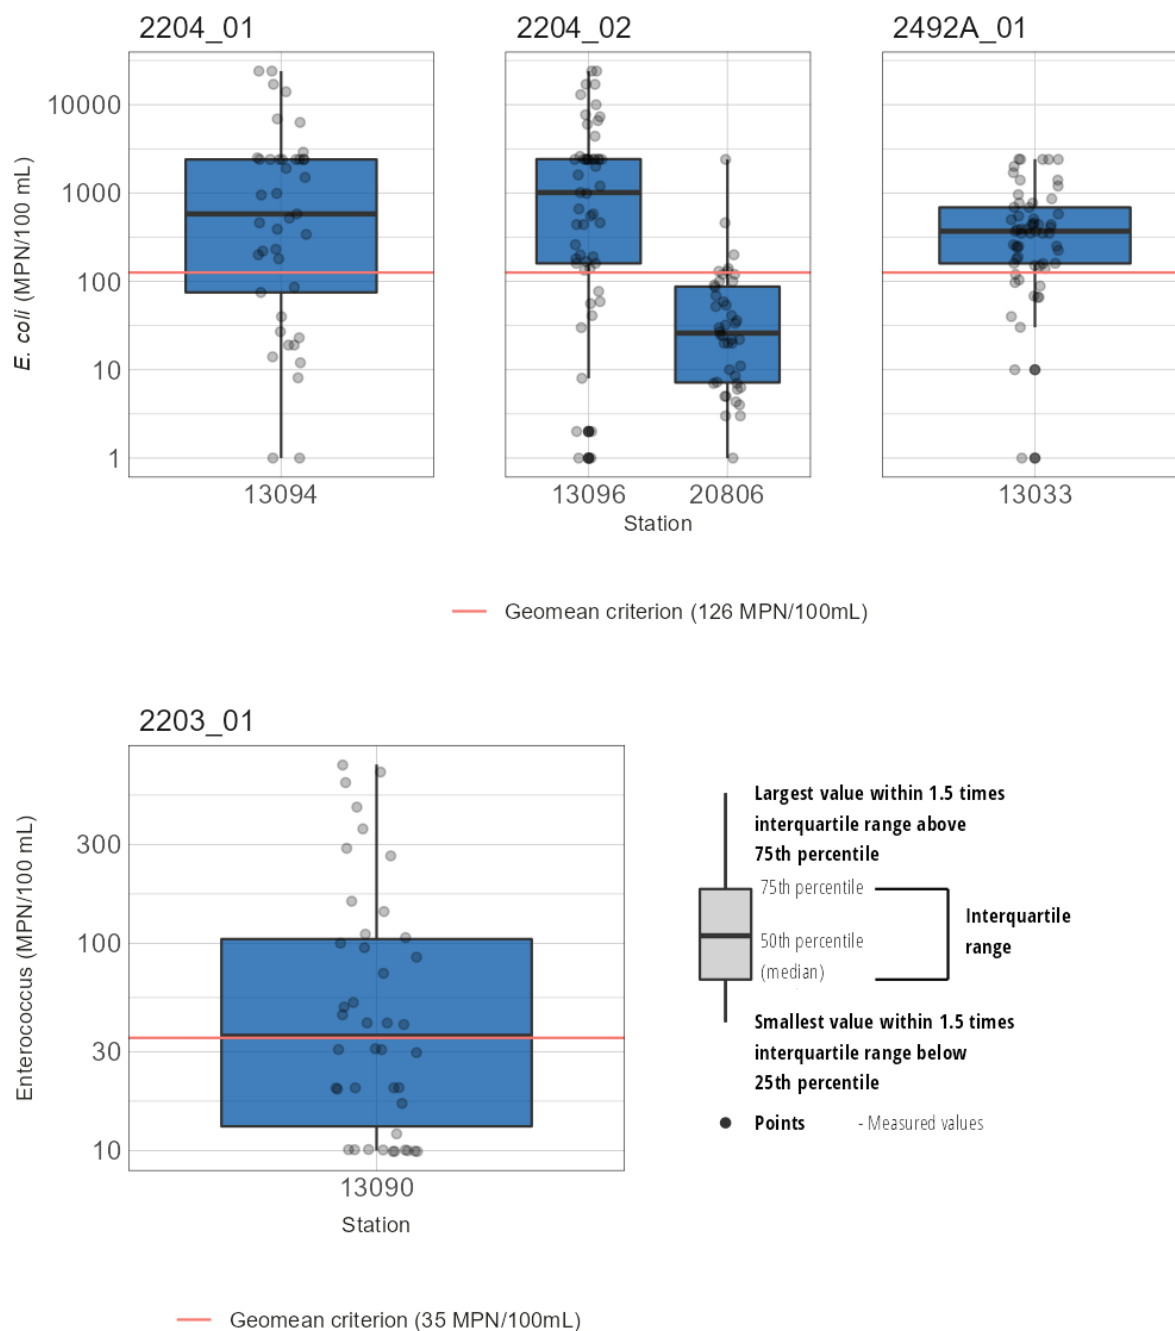 2204_01
2204_02
2492A_01
E. coli (MPN/100 mL)
10000
1000
100
10
1
13094
13096
20806
13033
Station
Geomean criterion (126 MPN/100mL)
2203_01
Enterococcus (MPN/100 mL)
300
100
30
10
13090
Station
Geomean criterion (35 MPN/100mL)
Largest value within 1.5 times
interquartile range above
75th percentile
75th percentile
50th percentile
(median)
Interquartile
range
Smallest value within 1.5 times
interquartile range below
25th percentile
Points - Measured values